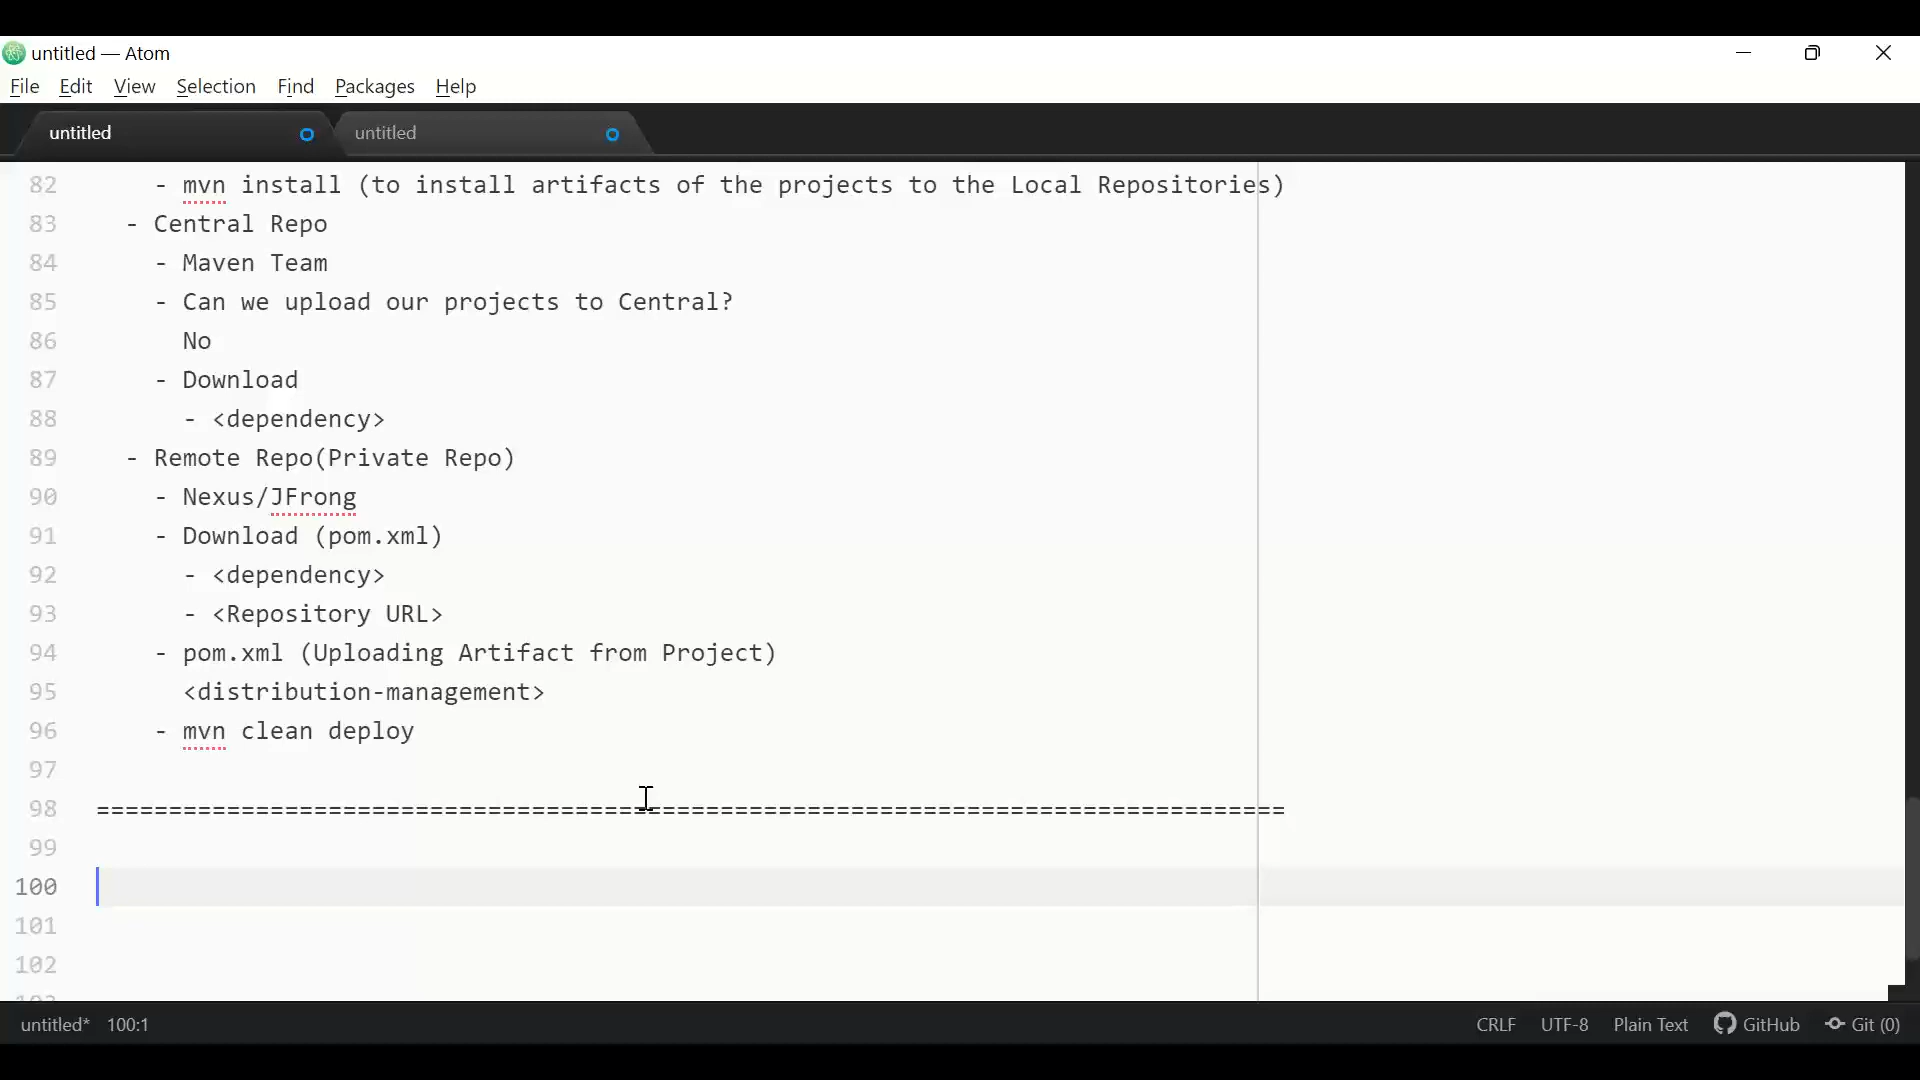 untitled — Atom
File Edit View Selection Find Packages Help
untitled untitled
82 - mvn install (to install artifacts of the projects to the Local Repositories)
83 - Central Repo
84 - Maven Team
85 - Can we upload our projects to Central?
86 No
87 - Download
88 - <dependency>
89 - Remote Repo(Private Repo)
90 - Nexus/JFrong
91 - Download (pom.xml)
92 - <dependency>
93 - <Repository URL>
94 - pom.xml (Uploading Artifact from Project)
95 <distribution-management>
96 - mvn clean deploy
97
98 ==================================================================================
99
100
101
102
103
untitled* 100:1 CRLF UTF-8 Plain Text GitHub Git (0)